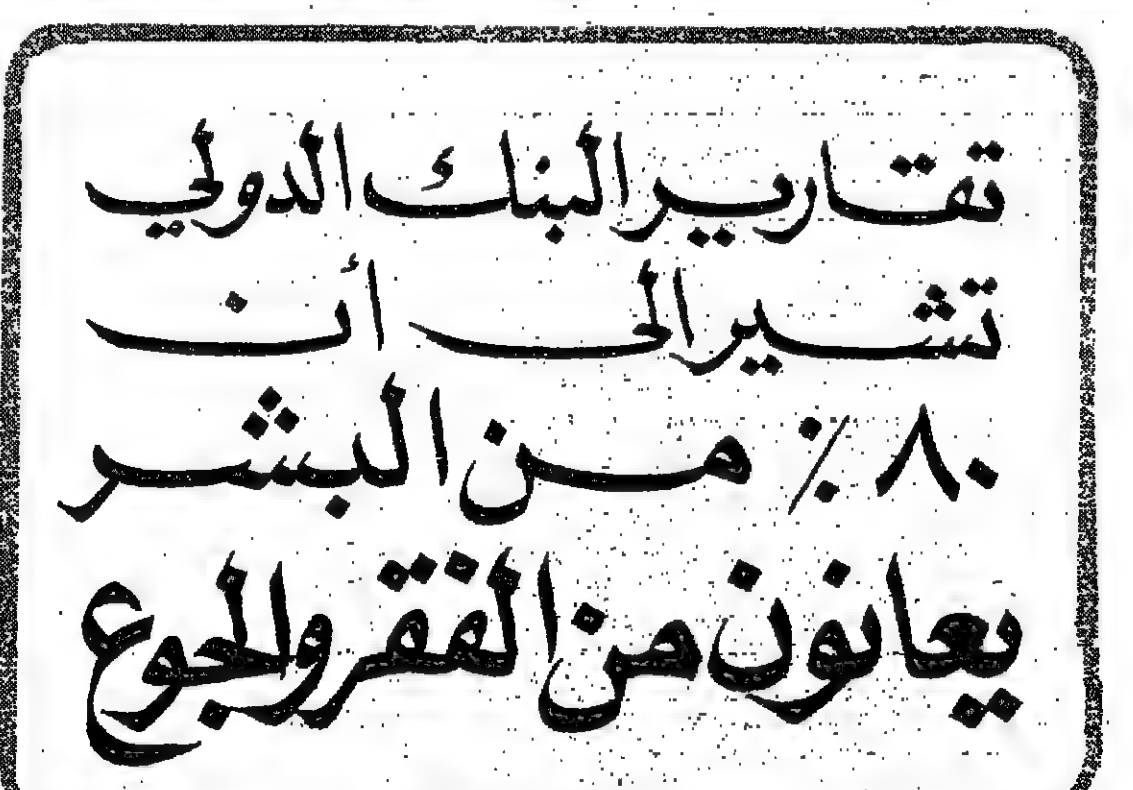 تقارير البنك الدولي
تشير الى أن
٨٠ ٪ من البشر
يعانون من الفقر والجوع